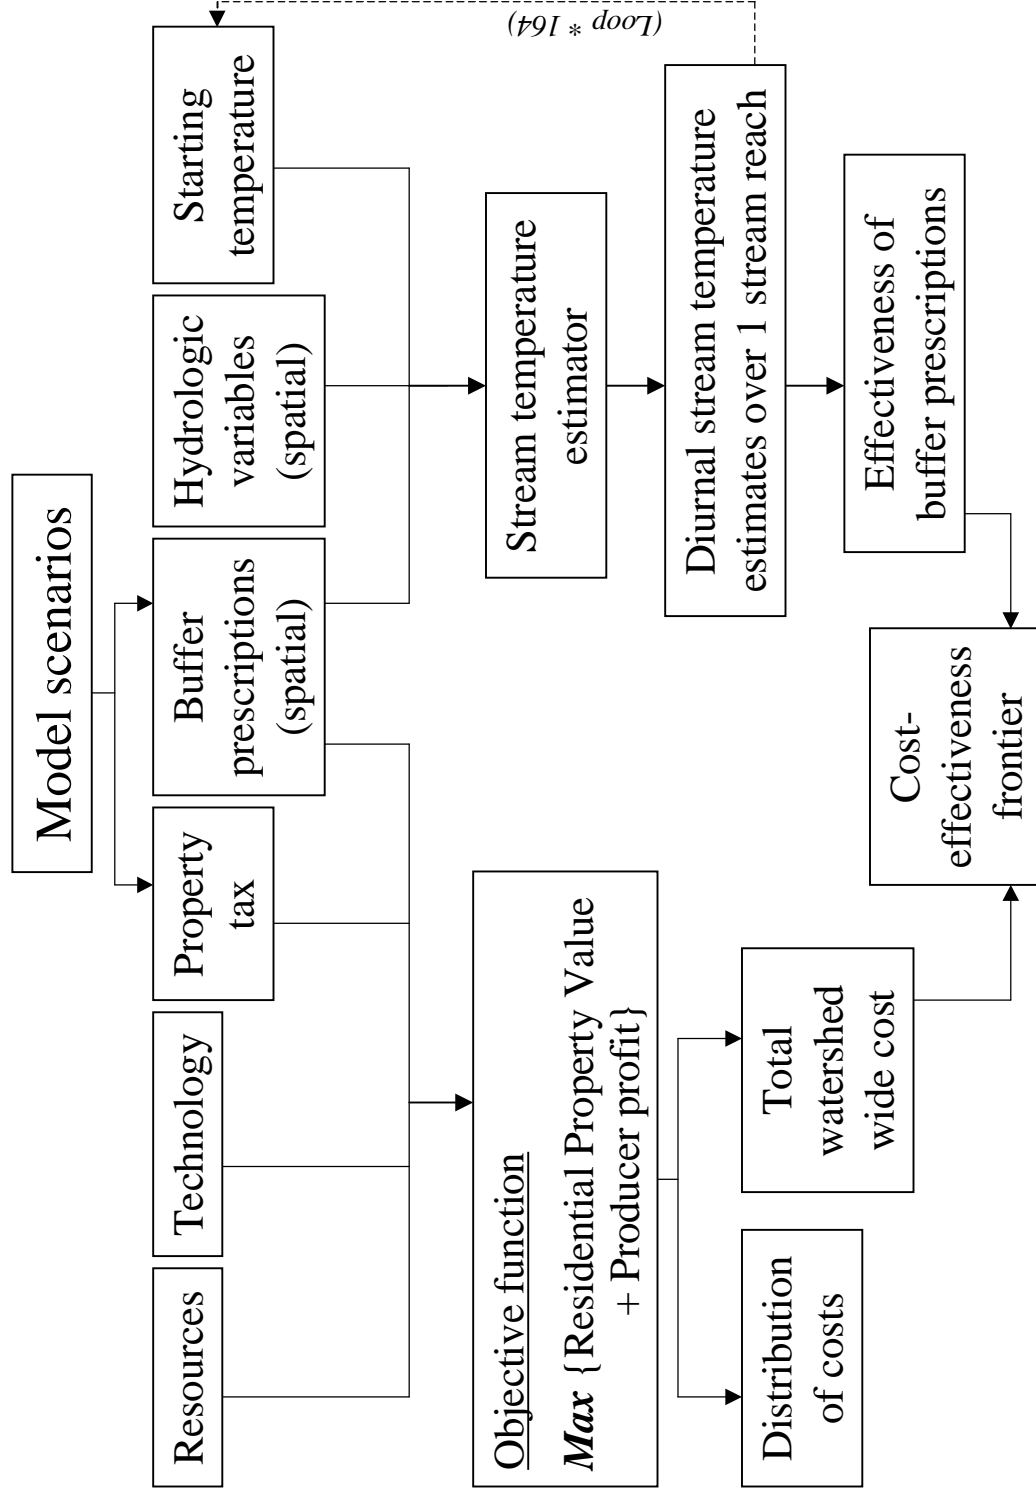 Model scenarios
Resources
Technology
Property
tax
Buffer
prescriptions
(spatial)
Hydrologic
variables
(spatial)
Starting
temperature
Objective function
Max {Residential Property Value
+ Producer profit}
Stream temperature
estimator
(Loop * 164)
Diurnal stream temperature
estimates over 1 stream reach
Distribution
of costs
Total
watershed
wide cost
Effectiveness of
buffer prescriptions
Cost-
effectiveness
frontier